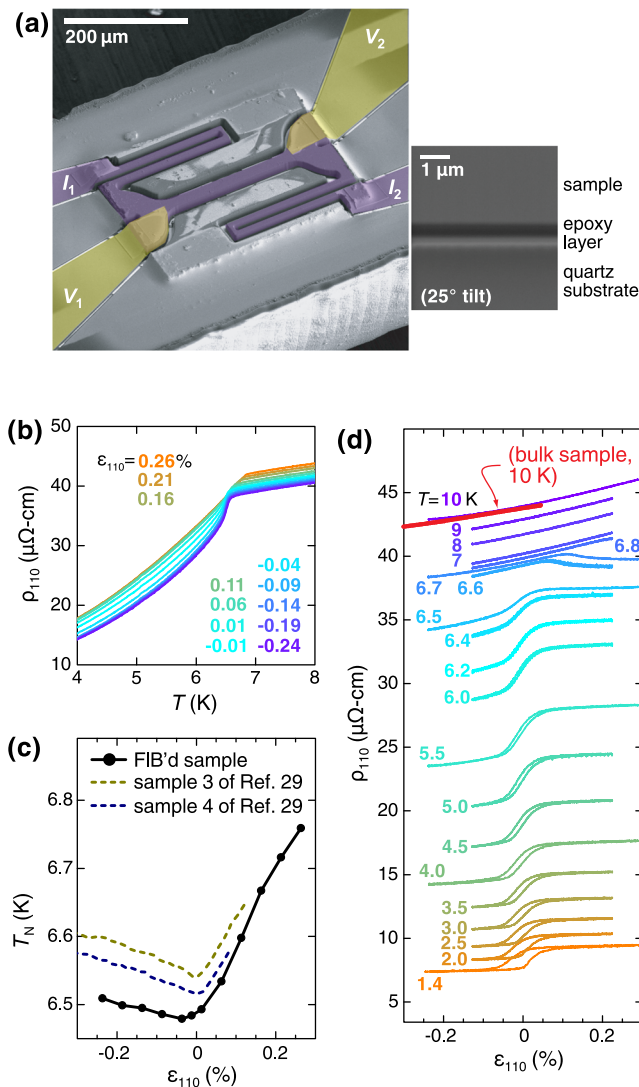 (a)
200 μm
V2
I1
I2
V1
1 μm
sample
epoxy
layer
quartz
substrate
(25° tilt)
(b)
50
40
30
20
10
ρ110 (μΩ-cm)
ε110= 0.26%
0.21
0.16
-0.04
0.11 -0.09
0.06 -0.14
0.01 -0.19
-0.01 -0.24
4 5 6 7 8
T (K)
(c)
FIB'd sample
sample 3 of Ref. 29
sample 4 of Ref. 29
6.8
6.7
6.6
6.5
TN (K)
-0.2 0 0.2
ε110 (%)
(d)
(bulk sample,
10 K)
T=10 K
9
8
7
6.8
6.7 6.6
6.5
6.4
6.2
6.0
5.5
5.0
4.5
4.0
3.5
3.0
2.5
2.0
1.4
45
40
35
30
25
20
15
10
5
ρ110 (μΩ-cm)
-0.2 0 0.2
ε110 (%)